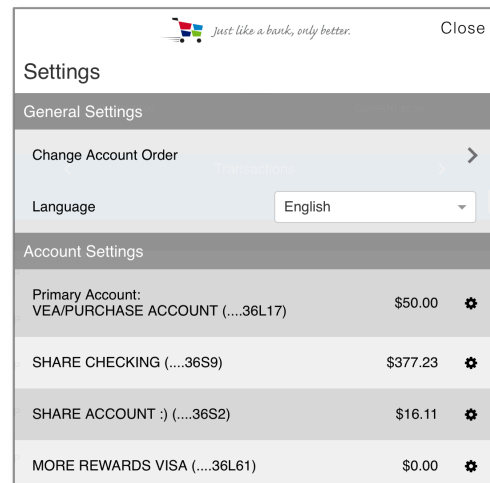 Just like a bank, only better.
Close
Settings
General Settings
Change Account Order
Transactions
Language
English
Account Settings
Primary Account:
VEA/PURCHASE ACCOUNT (....36L17)
$50.00
SHARE CHECKING (....36S9)
$377.23
SHARE ACCOUNT :) (....36S2)
$16.11
MORE REWARDS VISA (....36L61)
$0.00